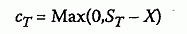 c_T = Max(0,S_T − X)